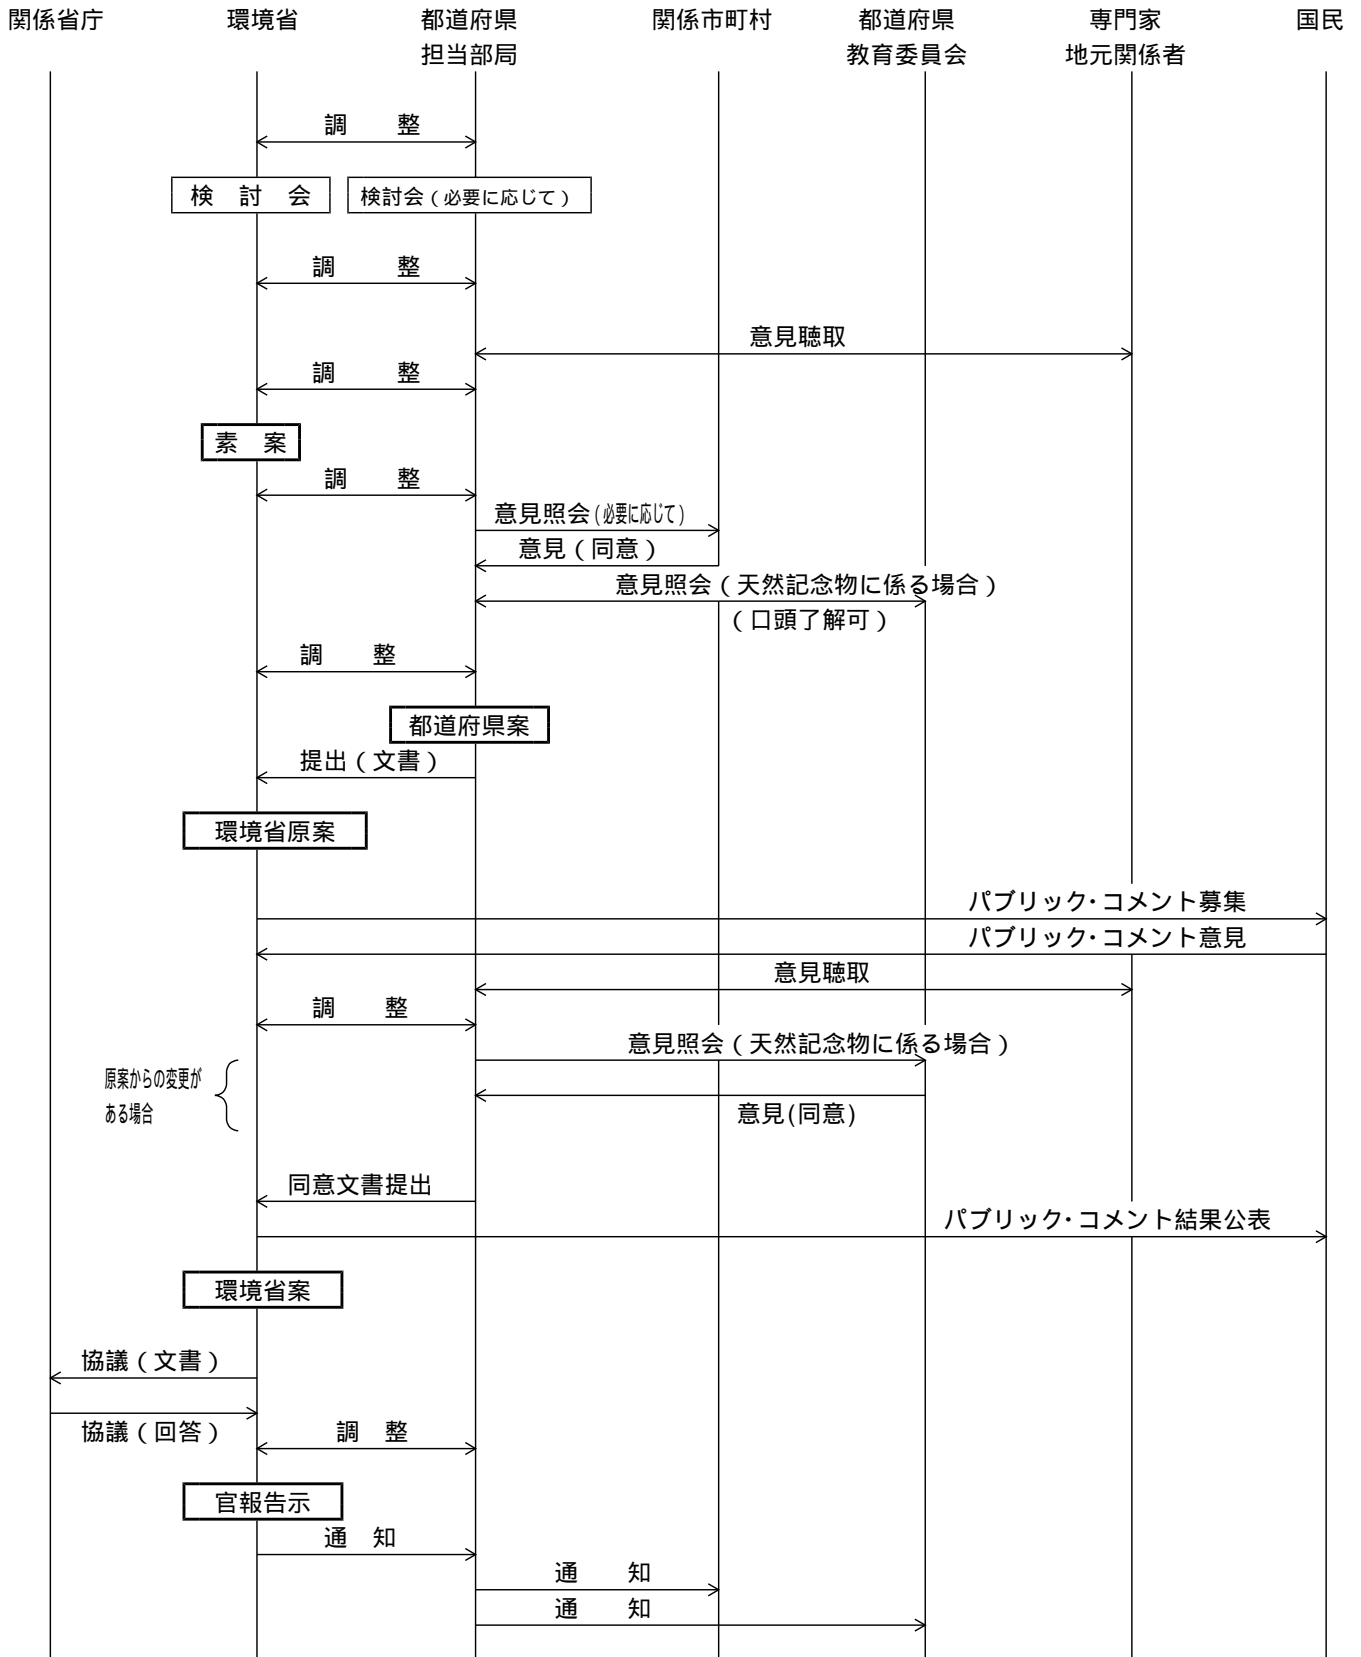 関係省庁 環境省 都道府県 関係市町村 都道府県 専門家 国民
担当部局 教育委員会 地元関係者
調 整
検 討 会 検討会(必要に応じて)
調 整
意見聴取
調 整
素 案
調 整
意見照会(必要に応じて)
意見(同意)
意見照会(天然記念物に係る場合)
(口頭了解可)
調 整
都道府県案
提出(文書)
環境省原案
パブリック・コメント募集
パブリック・コメント意見
意見聴取
調 整
意見照会(天然記念物に係る場合)
原案からの変更が
ある場合
意見(同意)
同意文書提出
パブリック・コメント結果公表
環境省案
協議(文書)
協議(回答) 調 整
官報告示
通 知
通 知
通 知